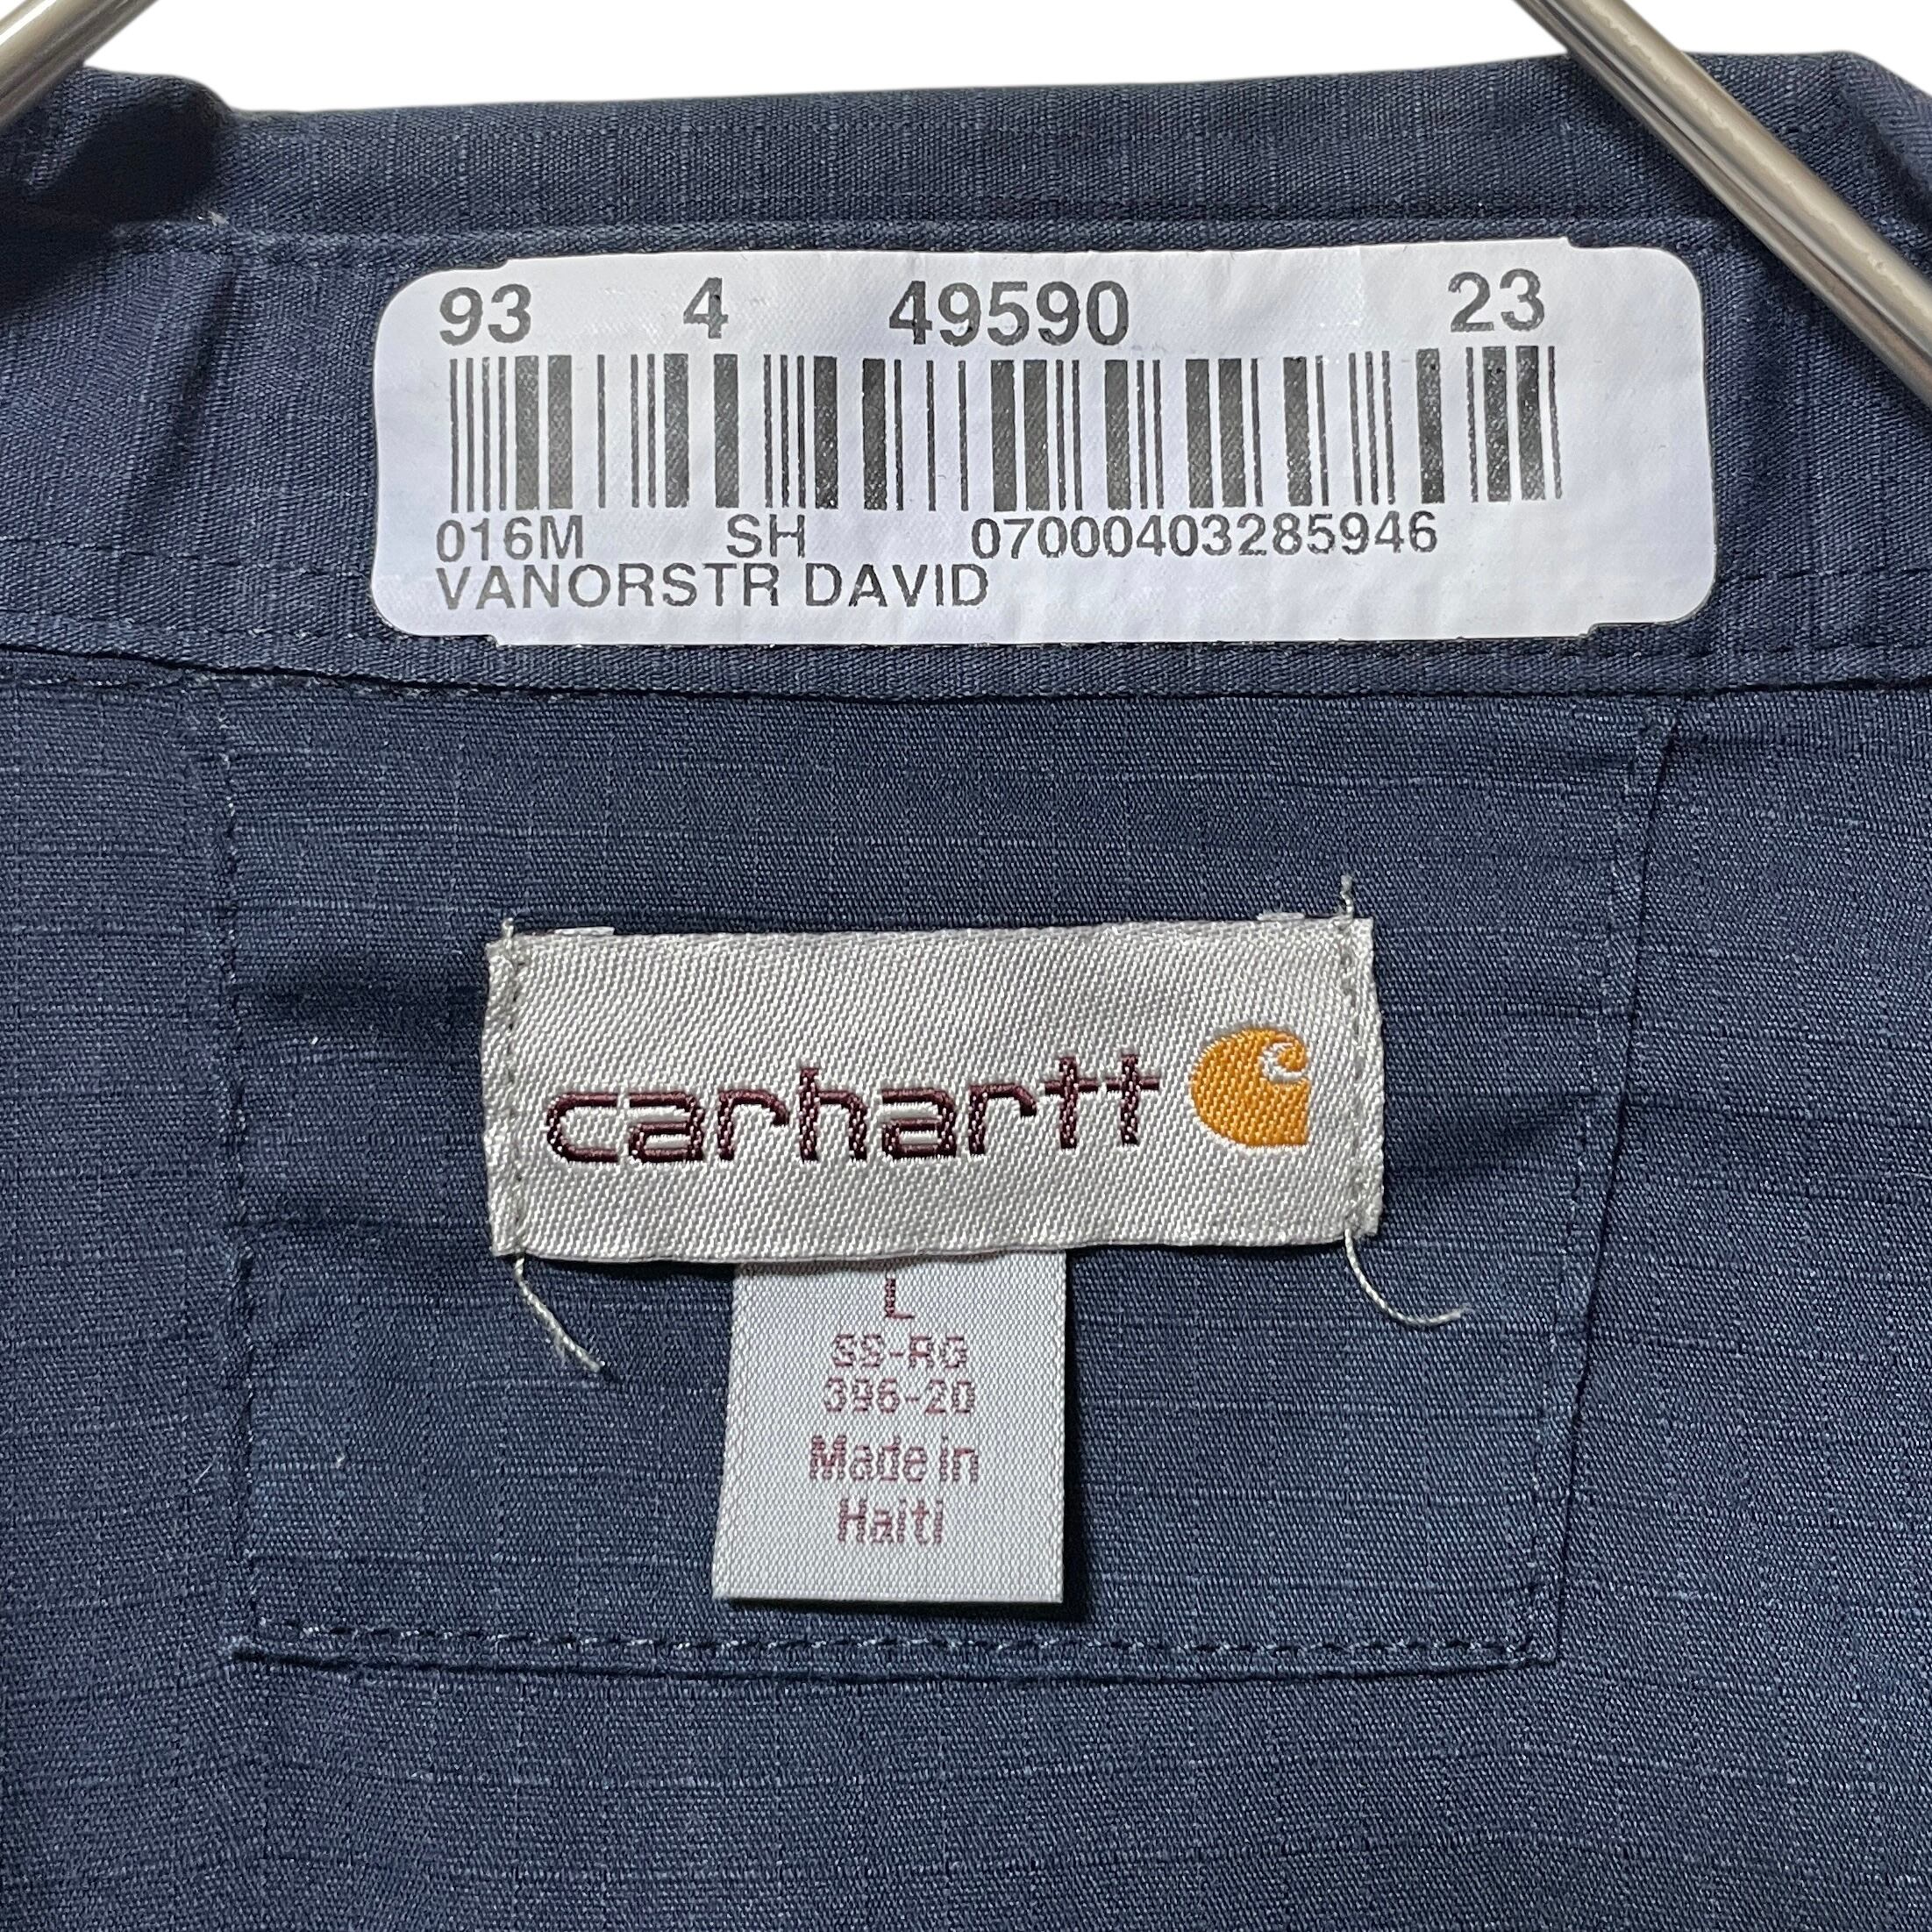 93 4 49590 23
016M SH 07000403285946
VANORSTR DAVID
carhartt
L
SS-RG
396-20
Made in
Haiti